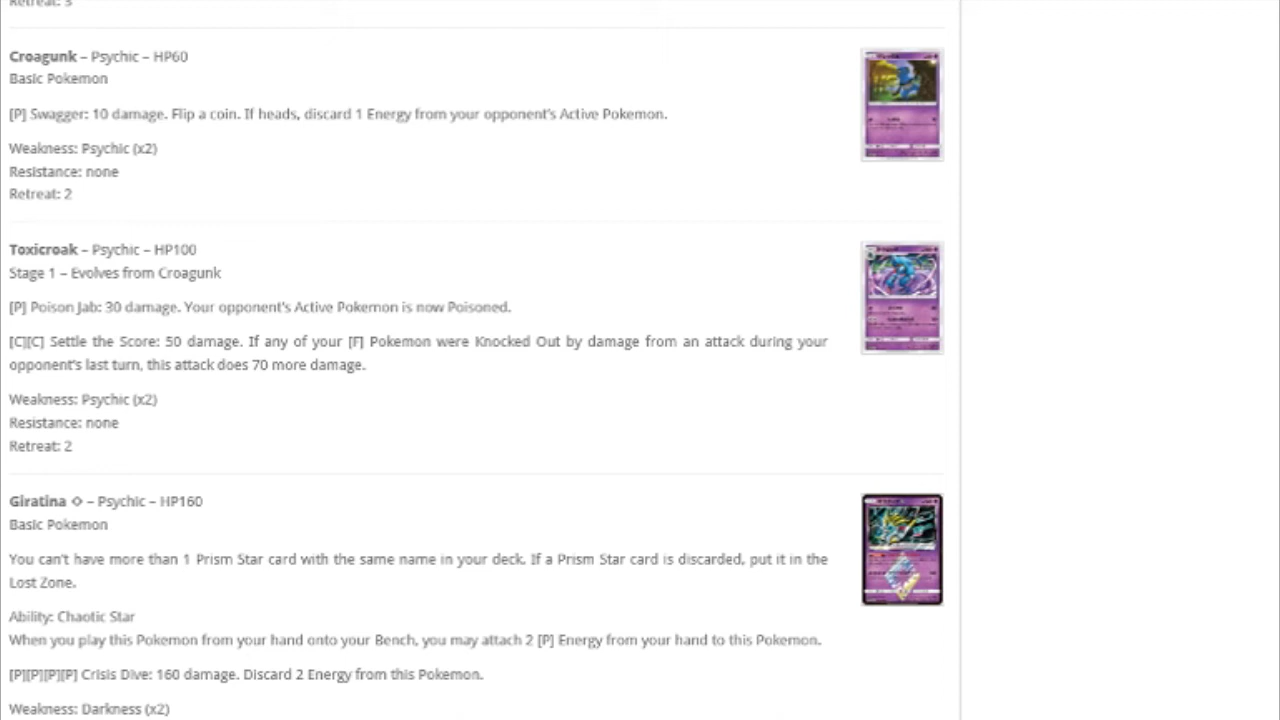 Retreat: 3
Croagunk – Psychic – HP60
Basic Pokemon
[P] Swagger: 10 damage. Flip a coin. If heads, discard 1 Energy from your opponent's Active Pokemon.
Weakness: Psychic (x2)
Resistance: none
Retreat: 2
Toxicroak – Psychic – HP100
Stage 1 – Evolves from Croagunk
[P] Poison Jab: 30 damage. Your opponent's Active Pokemon is now Poisoned.
[C][C] Settle the Score: 50 damage. If any of your [F] Pokemon were Knocked Out by damage from an attack during your
opponent's last turn, this attack does 70 more damage.
Weakness: Psychic (x2)
Resistance: none
Retreat: 2
Giratina ◇ – Psychic – HP160
Basic Pokemon
You can't have more than 1 Prism Star card with the same name in your deck. If a Prism Star card is discarded, put it in the
Lost Zone.
Ability: Chaotic Star
When you play this Pokemon from your hand onto your Bench, you may attach 2 [P] Energy from your hand to this Pokemon.
[P][P][P][P] Crisis Dive: 160 damage. Discard 2 Energy from this Pokemon.
Weakness: Darkness (x2)